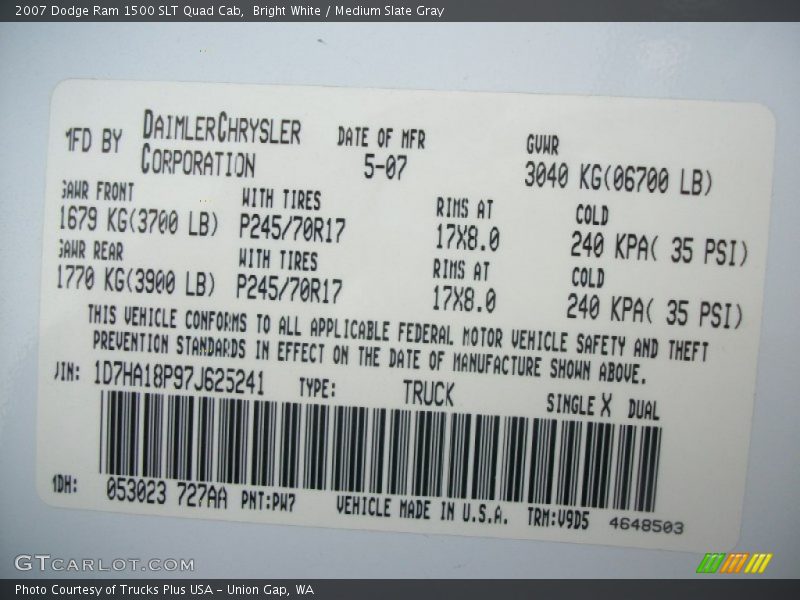 2007 Dodge Ram 1500 SLT Quad Cab,  Bright White / Medium Slate Gray
MFD BY DAIMLERCHRYSLER CORPORATION DATE OF MFR 5-07 GVWR 3040 KG(06700 LB)
GAWR FRONT WITH TIRES RIMS AT COLD
1679 KG(3700 LB) P245/70R17 17X8.0 240 KPA( 35 PSI)
GAWR REAR WITH TIRES RIMS AT COLD
1770 KG(3900 LB) P245/70R17 17X8.0 240 KPA( 35 PSI)
THIS VEHICLE CONFORMS TO ALL APPLICABLE FEDERAL MOTOR VEHICLE SAFETY AND THEFT
PREVENTION STANDARDS IN EFFECT ON THE DATE OF MANUFACTURE SHOWN ABOVE.
VIN: 1D7HA18P97J625241 TYPE: TRUCK SINGLE X DUAL
MDH: 053023 727AA PNT:PW7 VEHICLE MADE IN U.S.A. TRM:V9D5 4648503
GTCARLOT.COM
Photo Courtesy of Trucks Plus USA – Union Gap, WA